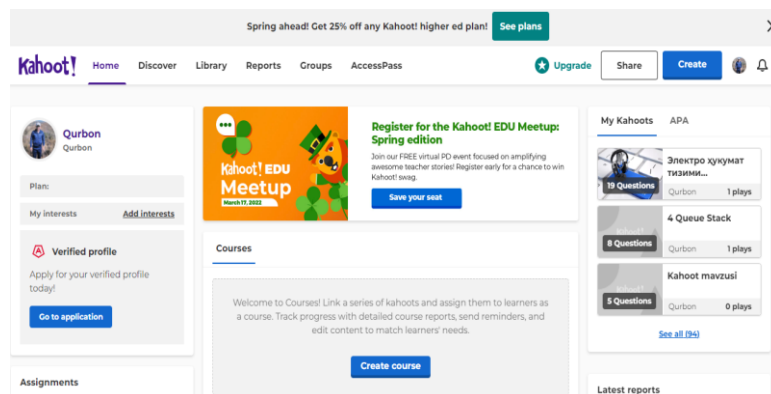 Spring ahead! Get 25% off any Kahoot! higher ed plan! See plans
Kahoot! Home Discover Library Reports Groups AccessPass Upgrade Share Create
Qurbon
Qurbon
Plan:
My interests Add interests
Verified profile
Apply for your verified profile
today!
Go to application
Assignments
Kahoot! EDU
Meetup
March 17, 2022
Register for the Kahoot! EDU Meetup:
Spring edition
Join our FREE virtual PD event focused on amplifying
awesome teacher stories! Register early for a chance to win
Kahoot! swag.
Save your seat
Courses
Welcome to Courses! Link a series of kahoots and assign them to learners as
a course. Track progress with detailed course reports, send reminders, and
edit content to match learners' needs.
Create course
My Kahoots APA
Электро ҳукумат
тизими...
19 Questions
Qurbon 1 plays
4 Queue Stack
8 Questions
Qurbon 1 plays
Kahoot mavzusi
5 Questions
Qurbon 0 plays
See all (94)
Latest reports